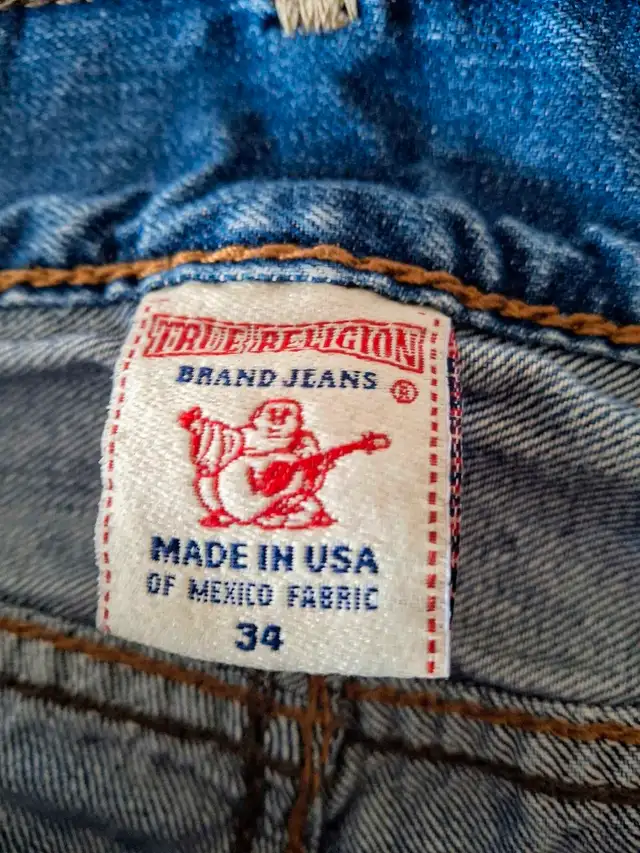 TRUE RELIGION
BRAND JEANS ®
MADE IN USA
OF MEXICO FABRIC
34